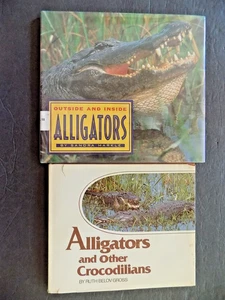 OUTSIDE AND INSIDE
ALLIGATORS
BY SANDRA MARKLE
Alligators
and Other
Crocodilians
BY RUTH BELOV GROSS